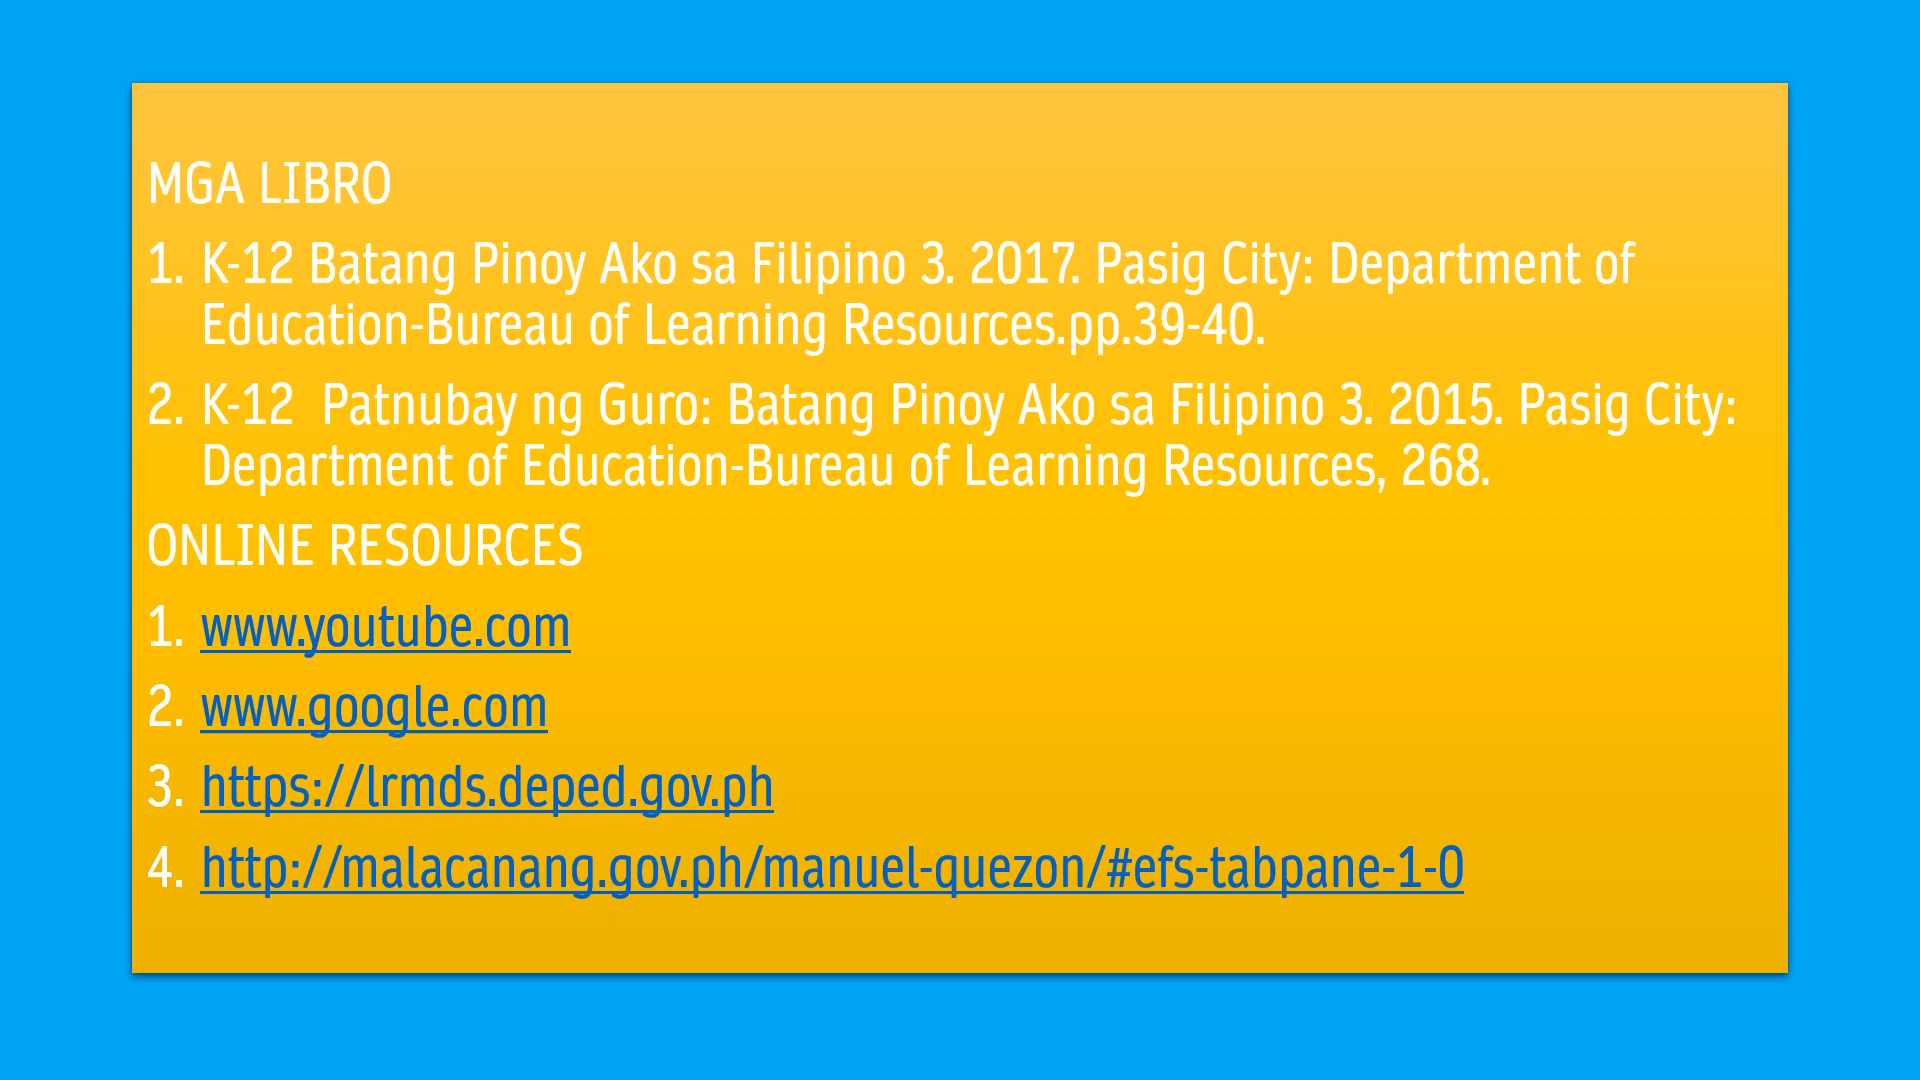 MGA LIBRO
1. K-12 Batang Pinoy Ako sa Filipino 3. 2017. Pasig City: Department of
Education-Bureau of Learning Resources.pp.39-40.
2. K-12  Patnubay ng Guro: Batang Pinoy Ako sa Filipino 3. 2015. Pasig City:
Department of Education-Bureau of Learning Resources, 268.
ONLINE RESOURCES
1. www.youtube.com
2. www.google.com
3. https://lrmds.deped.gov.ph
4. http://malacanang.gov.ph/manuel-quezon/#efs-tabpane-1-0